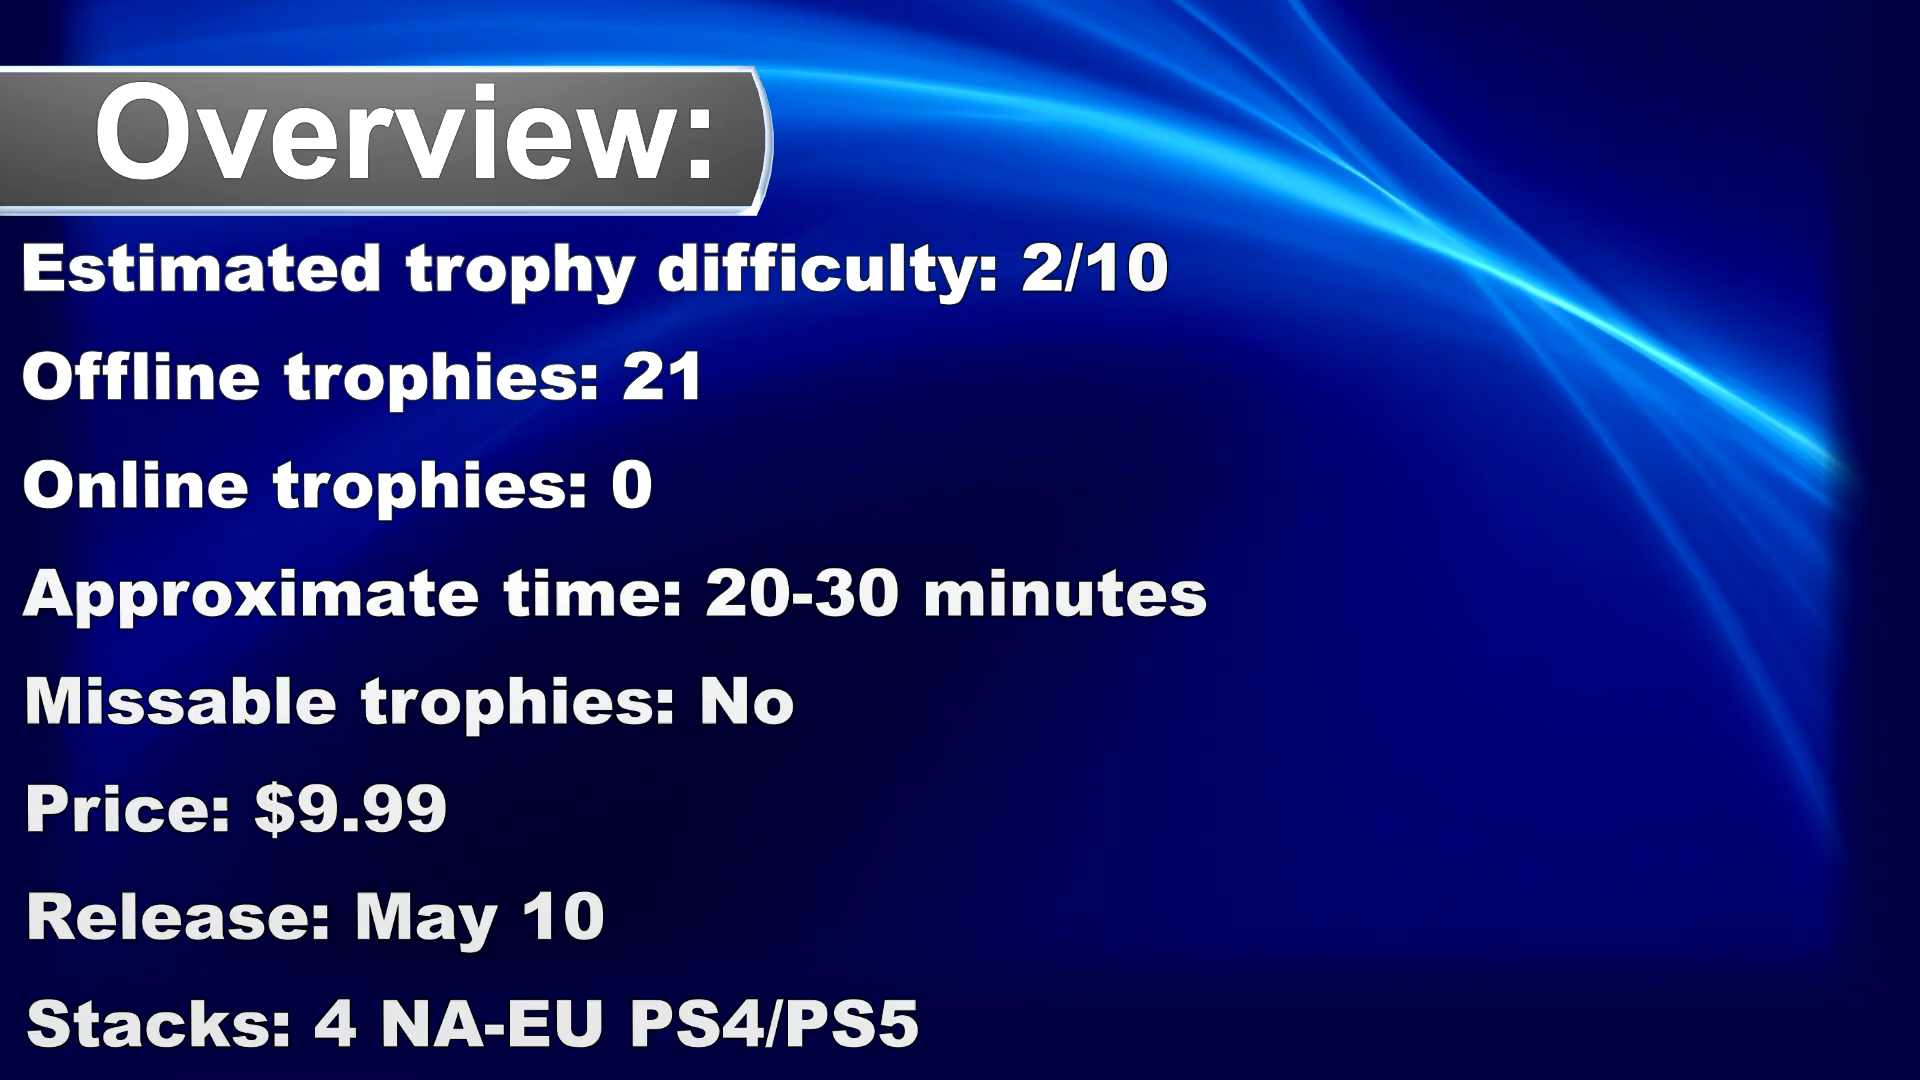 Overview:
Estimated trophy difficulty: 2/10
Offline trophies: 21
Online trophies: 0
Approximate time: 20-30 minutes
Missable trophies: No
Price: $9.99
Release: May 10
Stacks: 4 NA-EU PS4/PS5